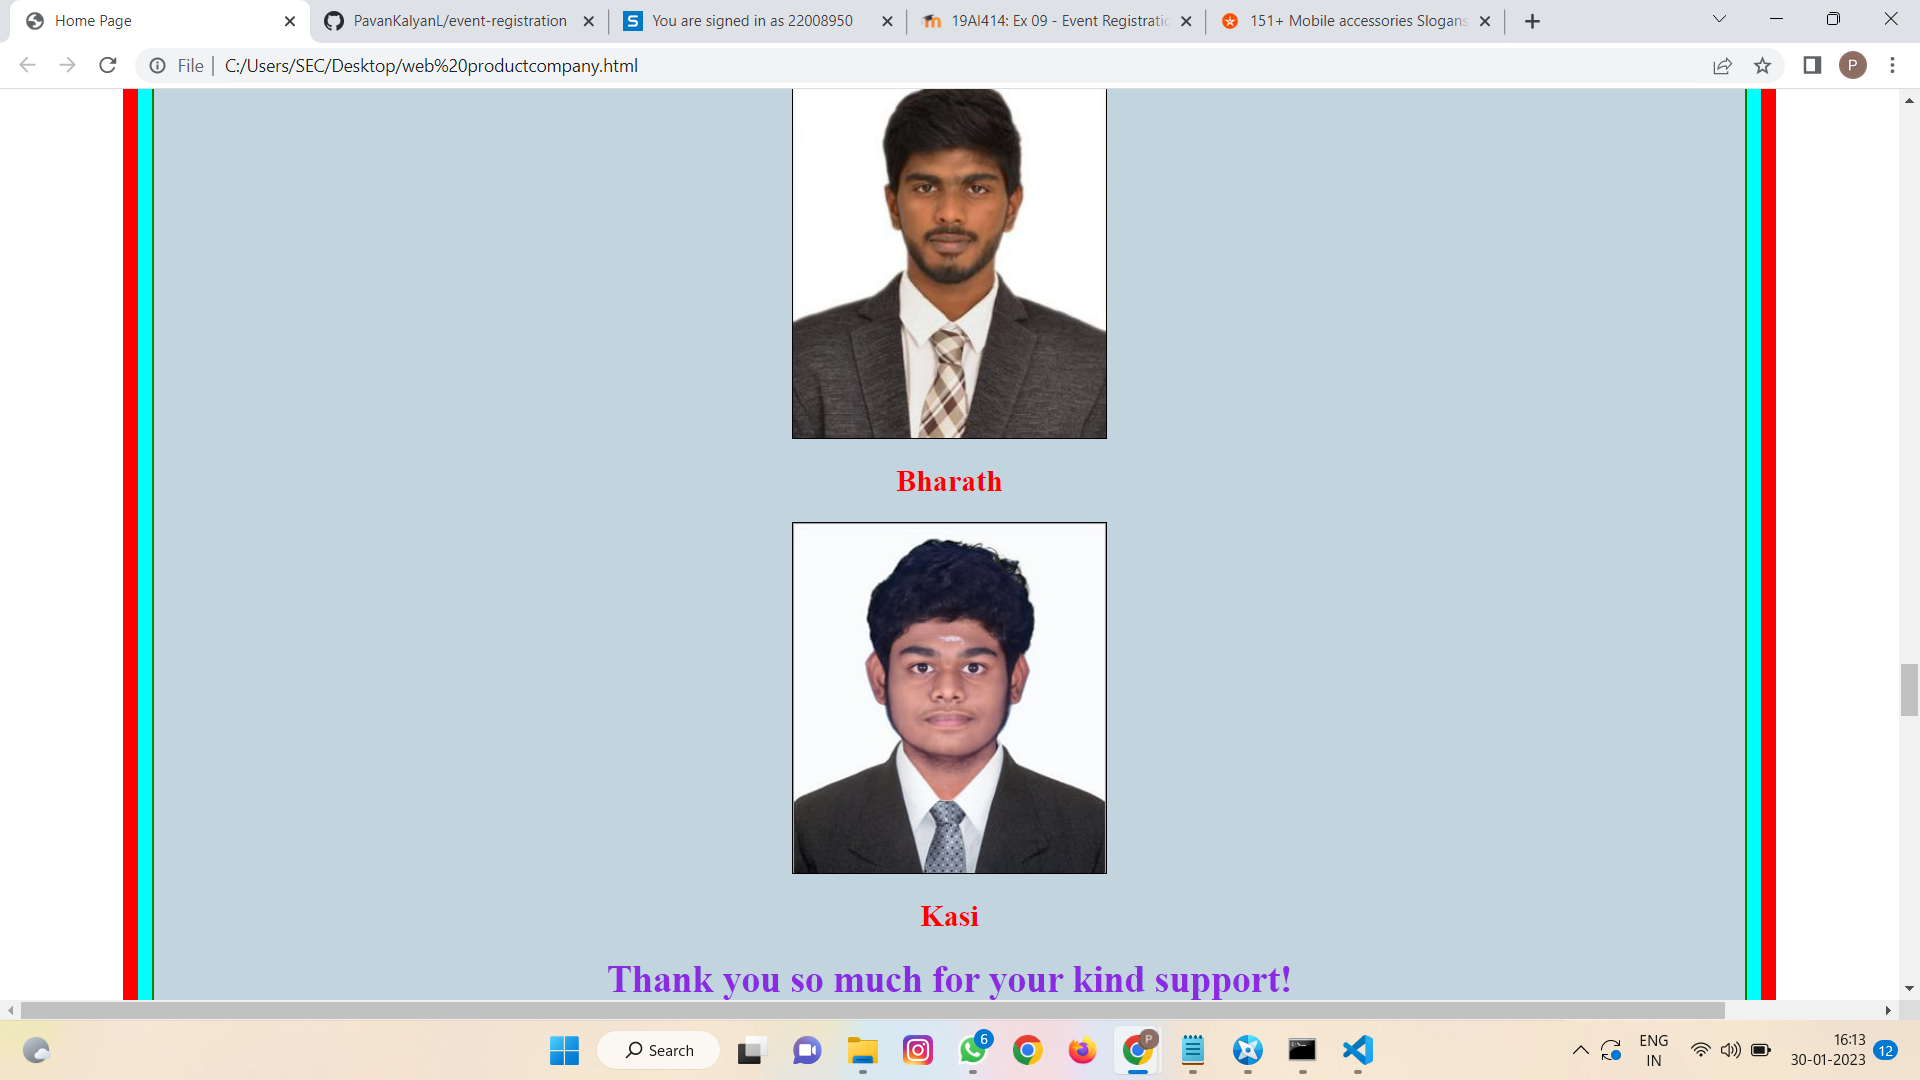 Home Page
PavanKalyanL/event-registration
S
You are signed in as 22008950
19AI414: Ex 09 - Event Registratio
151+ Mobile accessories Slogans
File
C:/Users/SEC/Desktop/web%20productcompany.html
P
Bharath
Kasi
Thank you so much for your kind support!
Search
6
P
ENG
IN
16:13
30-01-2023
12